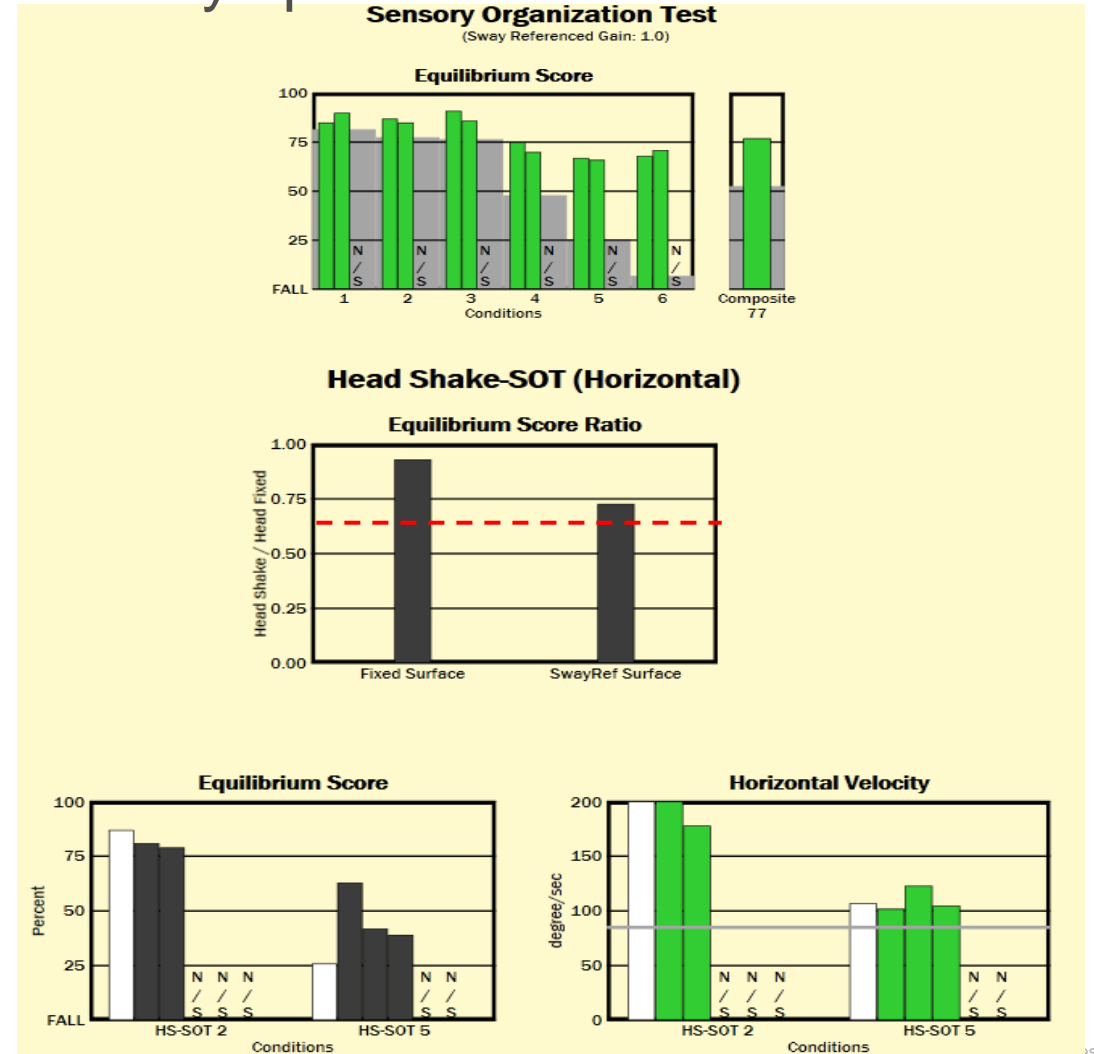 Sensory Organization Test
(Sway Referenced Gain: 1.0)
Equilibrium Score
100
75
50
25
FALL
N / S N / S N / S N / S N / S N / S
1 2 3 4 5 6
Conditions
Composite
77
Head Shake-SOT (Horizontal)
Equilibrium Score Ratio
Head Shake / Head Fixed
1.00
0.75
0.50
0.25
0.00
Fixed Surface SwayRef Surface
Equilibrium Score
Percent
100
75
50
25
FALL
N / S N / S N / S N / S N / S
HS-SOT 2 HS-SOT 5
Conditions
Horizontal Velocity
degree/sec
200
150
100
50
0
N / S N / S N / S N / S N / S
HS-SOT 2 HS-SOT 5
Conditions